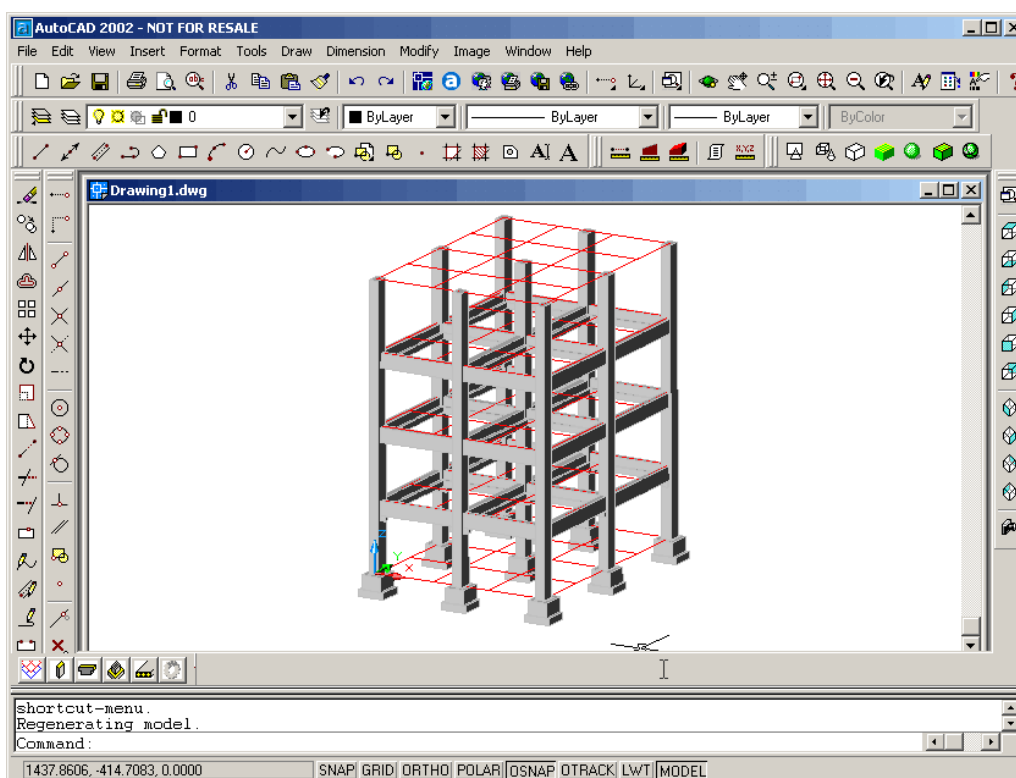 AutoCAD 2002 - NOT FOR RESALE
File Edit View Insert Format Tools Draw Dimension Modify Image Window Help
0 ByLayer ByLayer ByLayer ByColor
A A X,Y,Z
Drawing1.dwg
Z
Y
X
shortcut-menu.
Regenerating model.
Command:
1437.8606, -414.7083, 0.0000 SNAP GRID ORTHO POLAR OSNAP OTRACK LWT MODEL